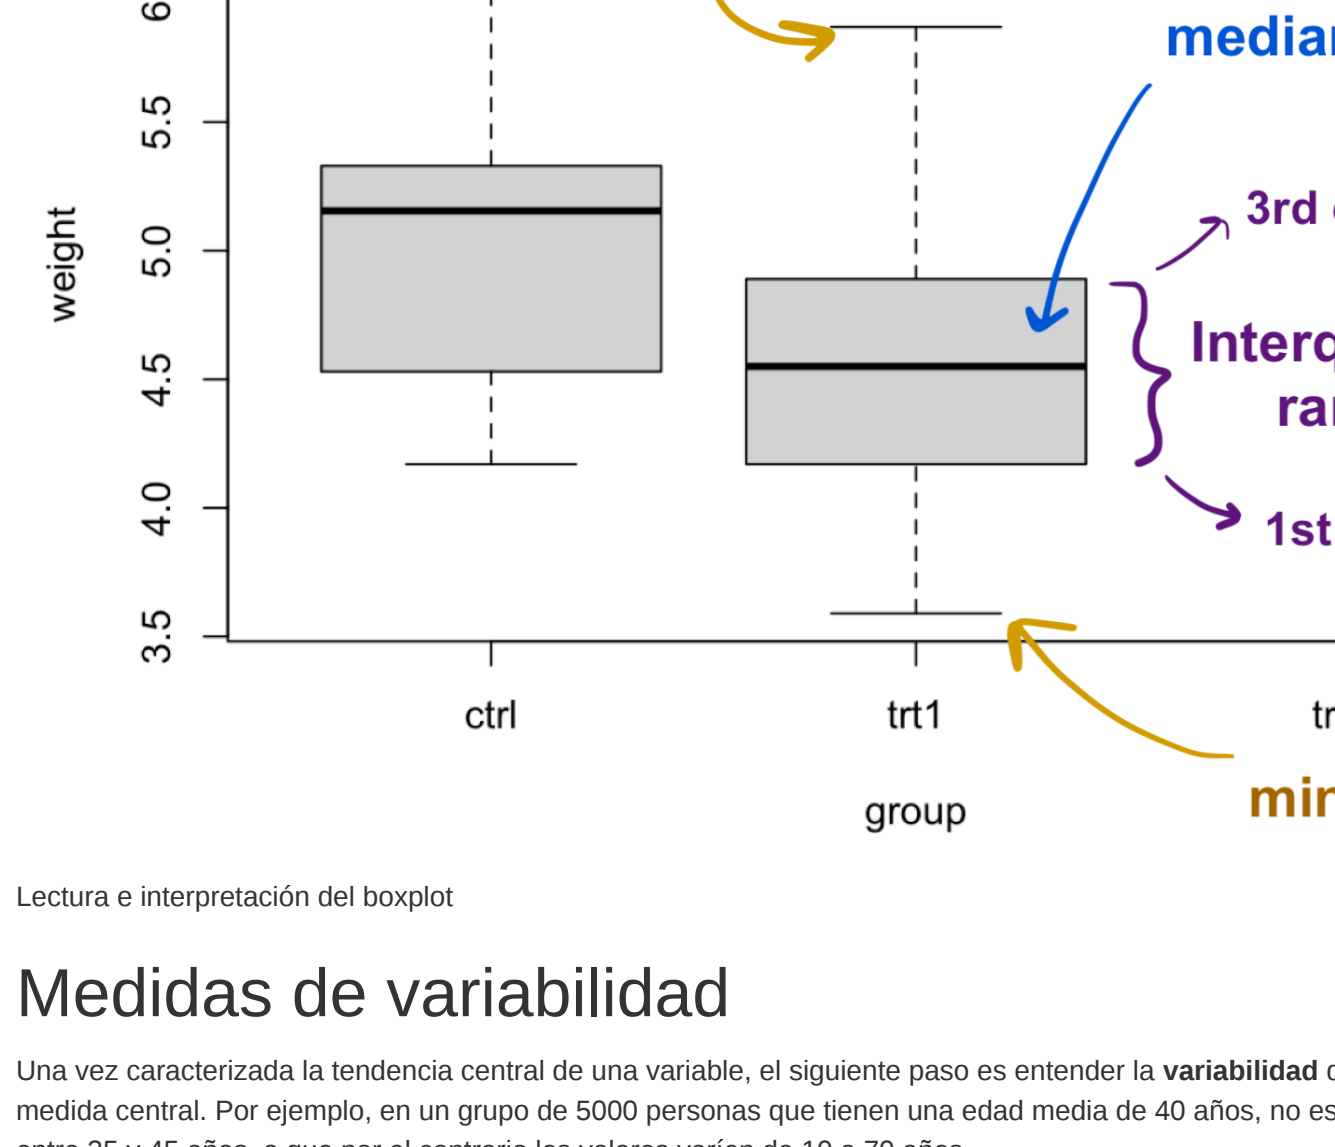 6
media
5.5
3rd
5.0
weight
Interq
4.5
ra
4.0
1st
3.5
ctrl
trt1
tr
min
group
Lectura e interpretación del boxplot
Medidas de variabilidad
Una vez caracterizada la tendencia central de una variable, el siguiente paso es entender la variabilidad
medida central. Por ejemplo, en un grupo de 5000 personas que tienen una edad media de 40 años, no es